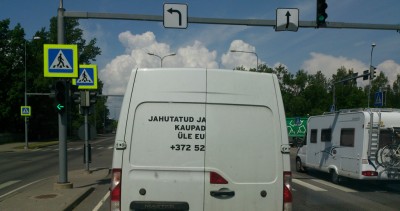 JAHUTATUD JA
KAUPAD
ÜLE EU
+372 52